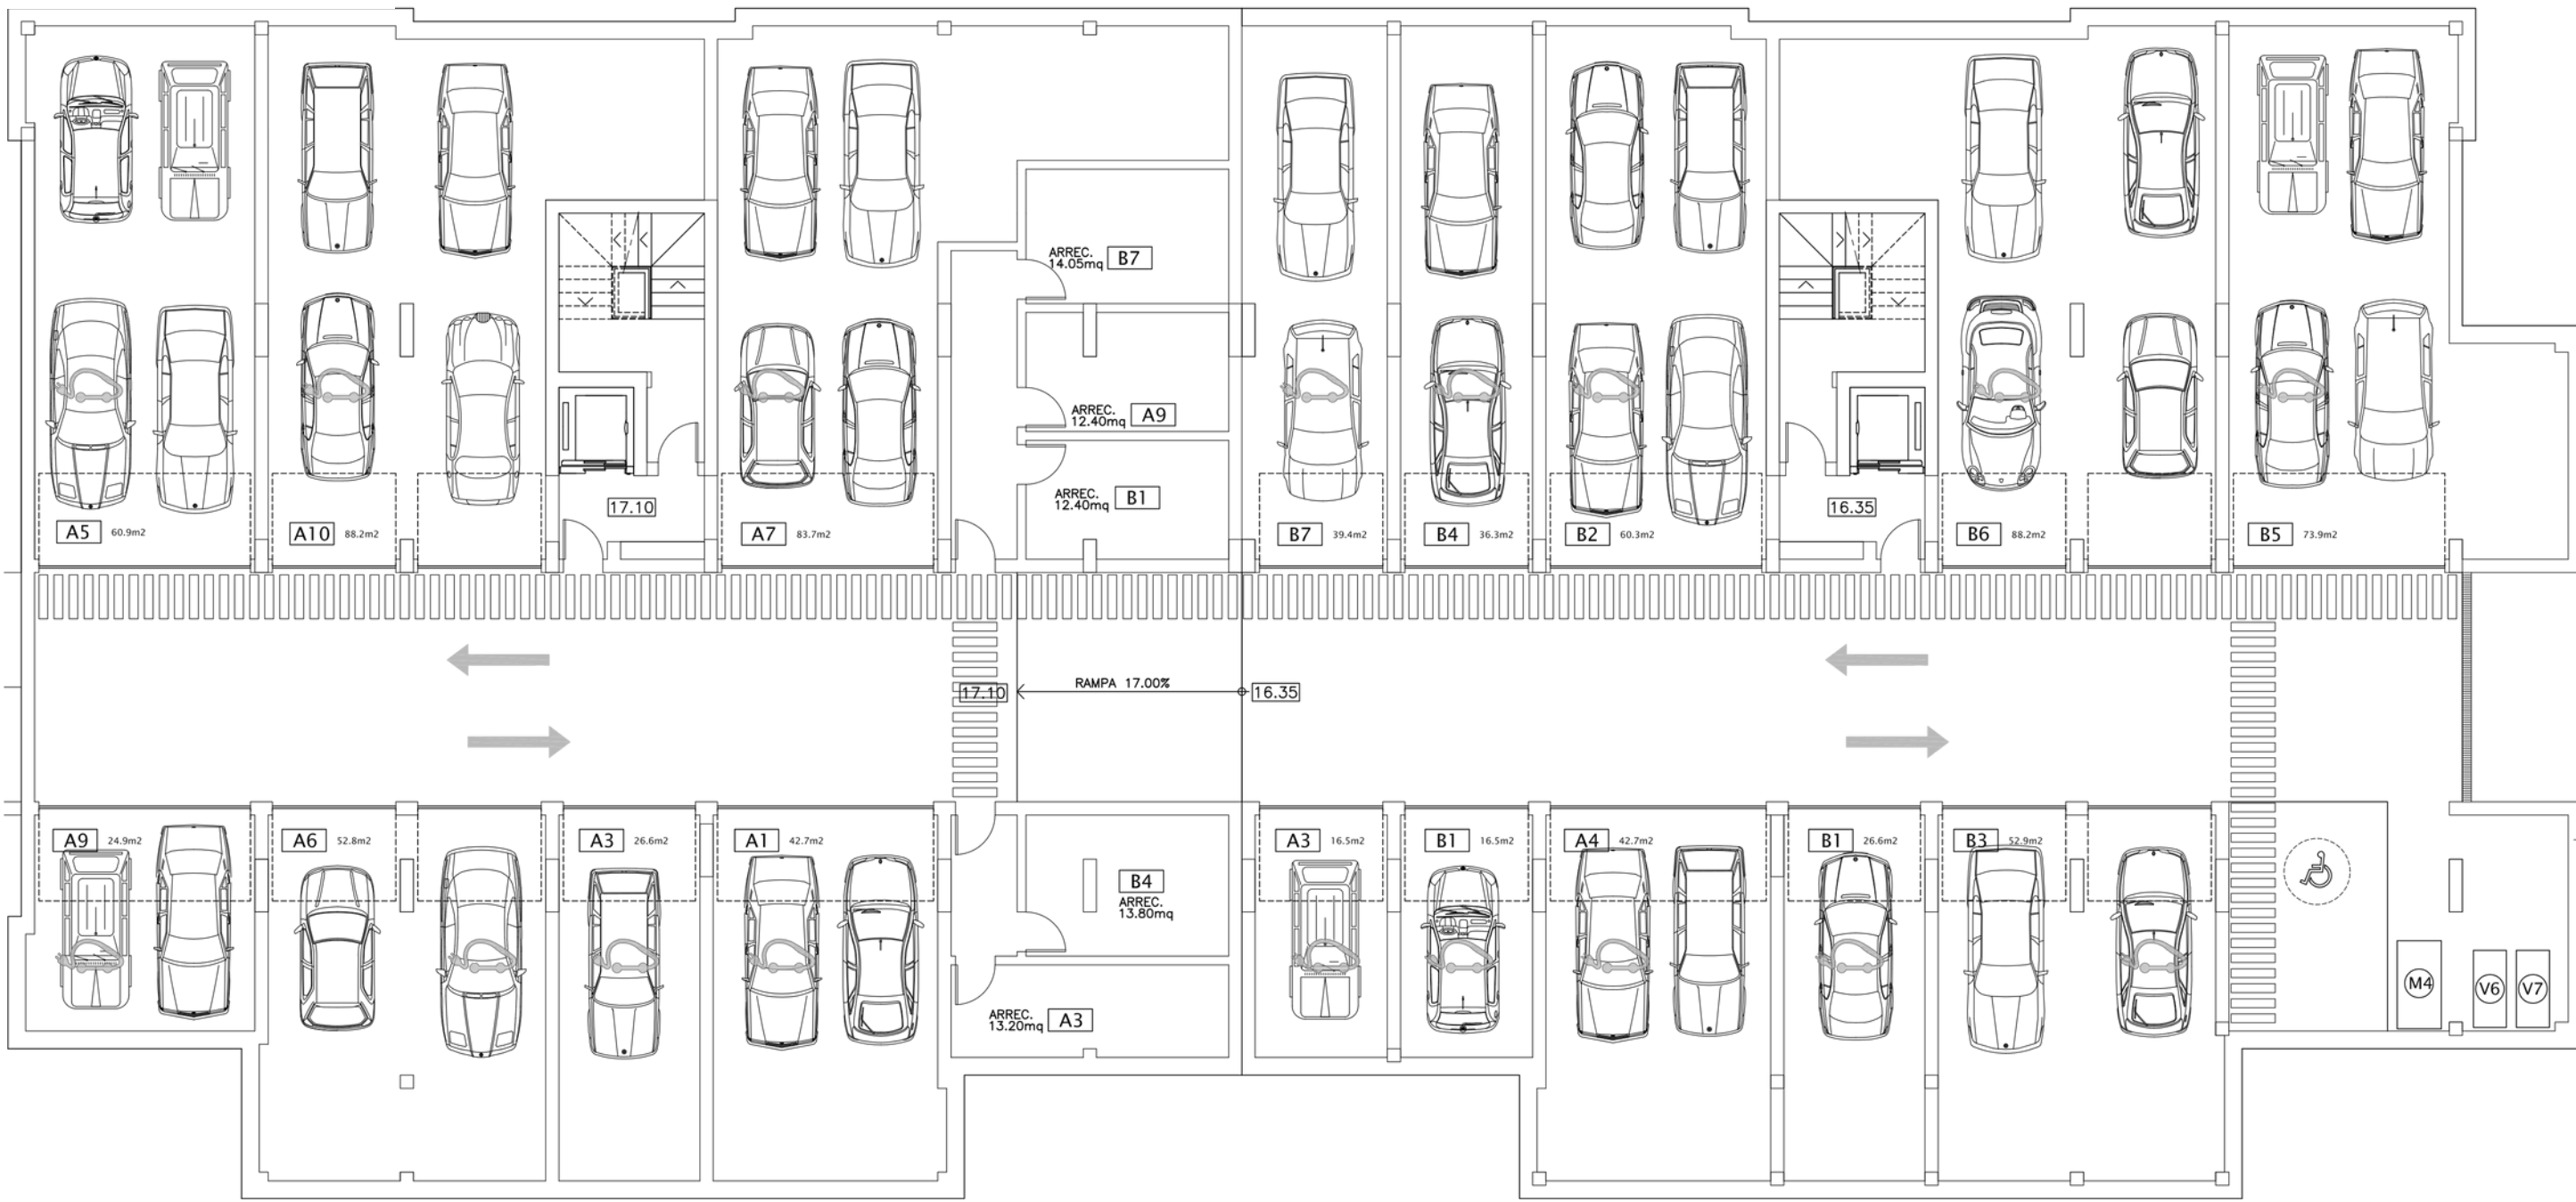 ARREC.
14.05mq B7
ARREC.
12.40mq A9
ARREC.
12.40mq B1
17.10
16.35
A5 60.9m2
A10 88.2m2
A7 83.7m2
B7 39.4m2
B4 36.3m2
B2 60.3m2
B6 88.2m2
B5 73.9m2
17.10
RAMPA 17.00%
16.35
A9 24.9m2
A6 52.8m2
A3 26.6m2
A1 42.7m2
A3 16.5m2
B1 16.5m2
A4 42.7m2
B1 26.6m2
B3 52.9m2
B4
ARREC.
13.80mq
ARREC.
13.20mq A3
M4
V6
V7